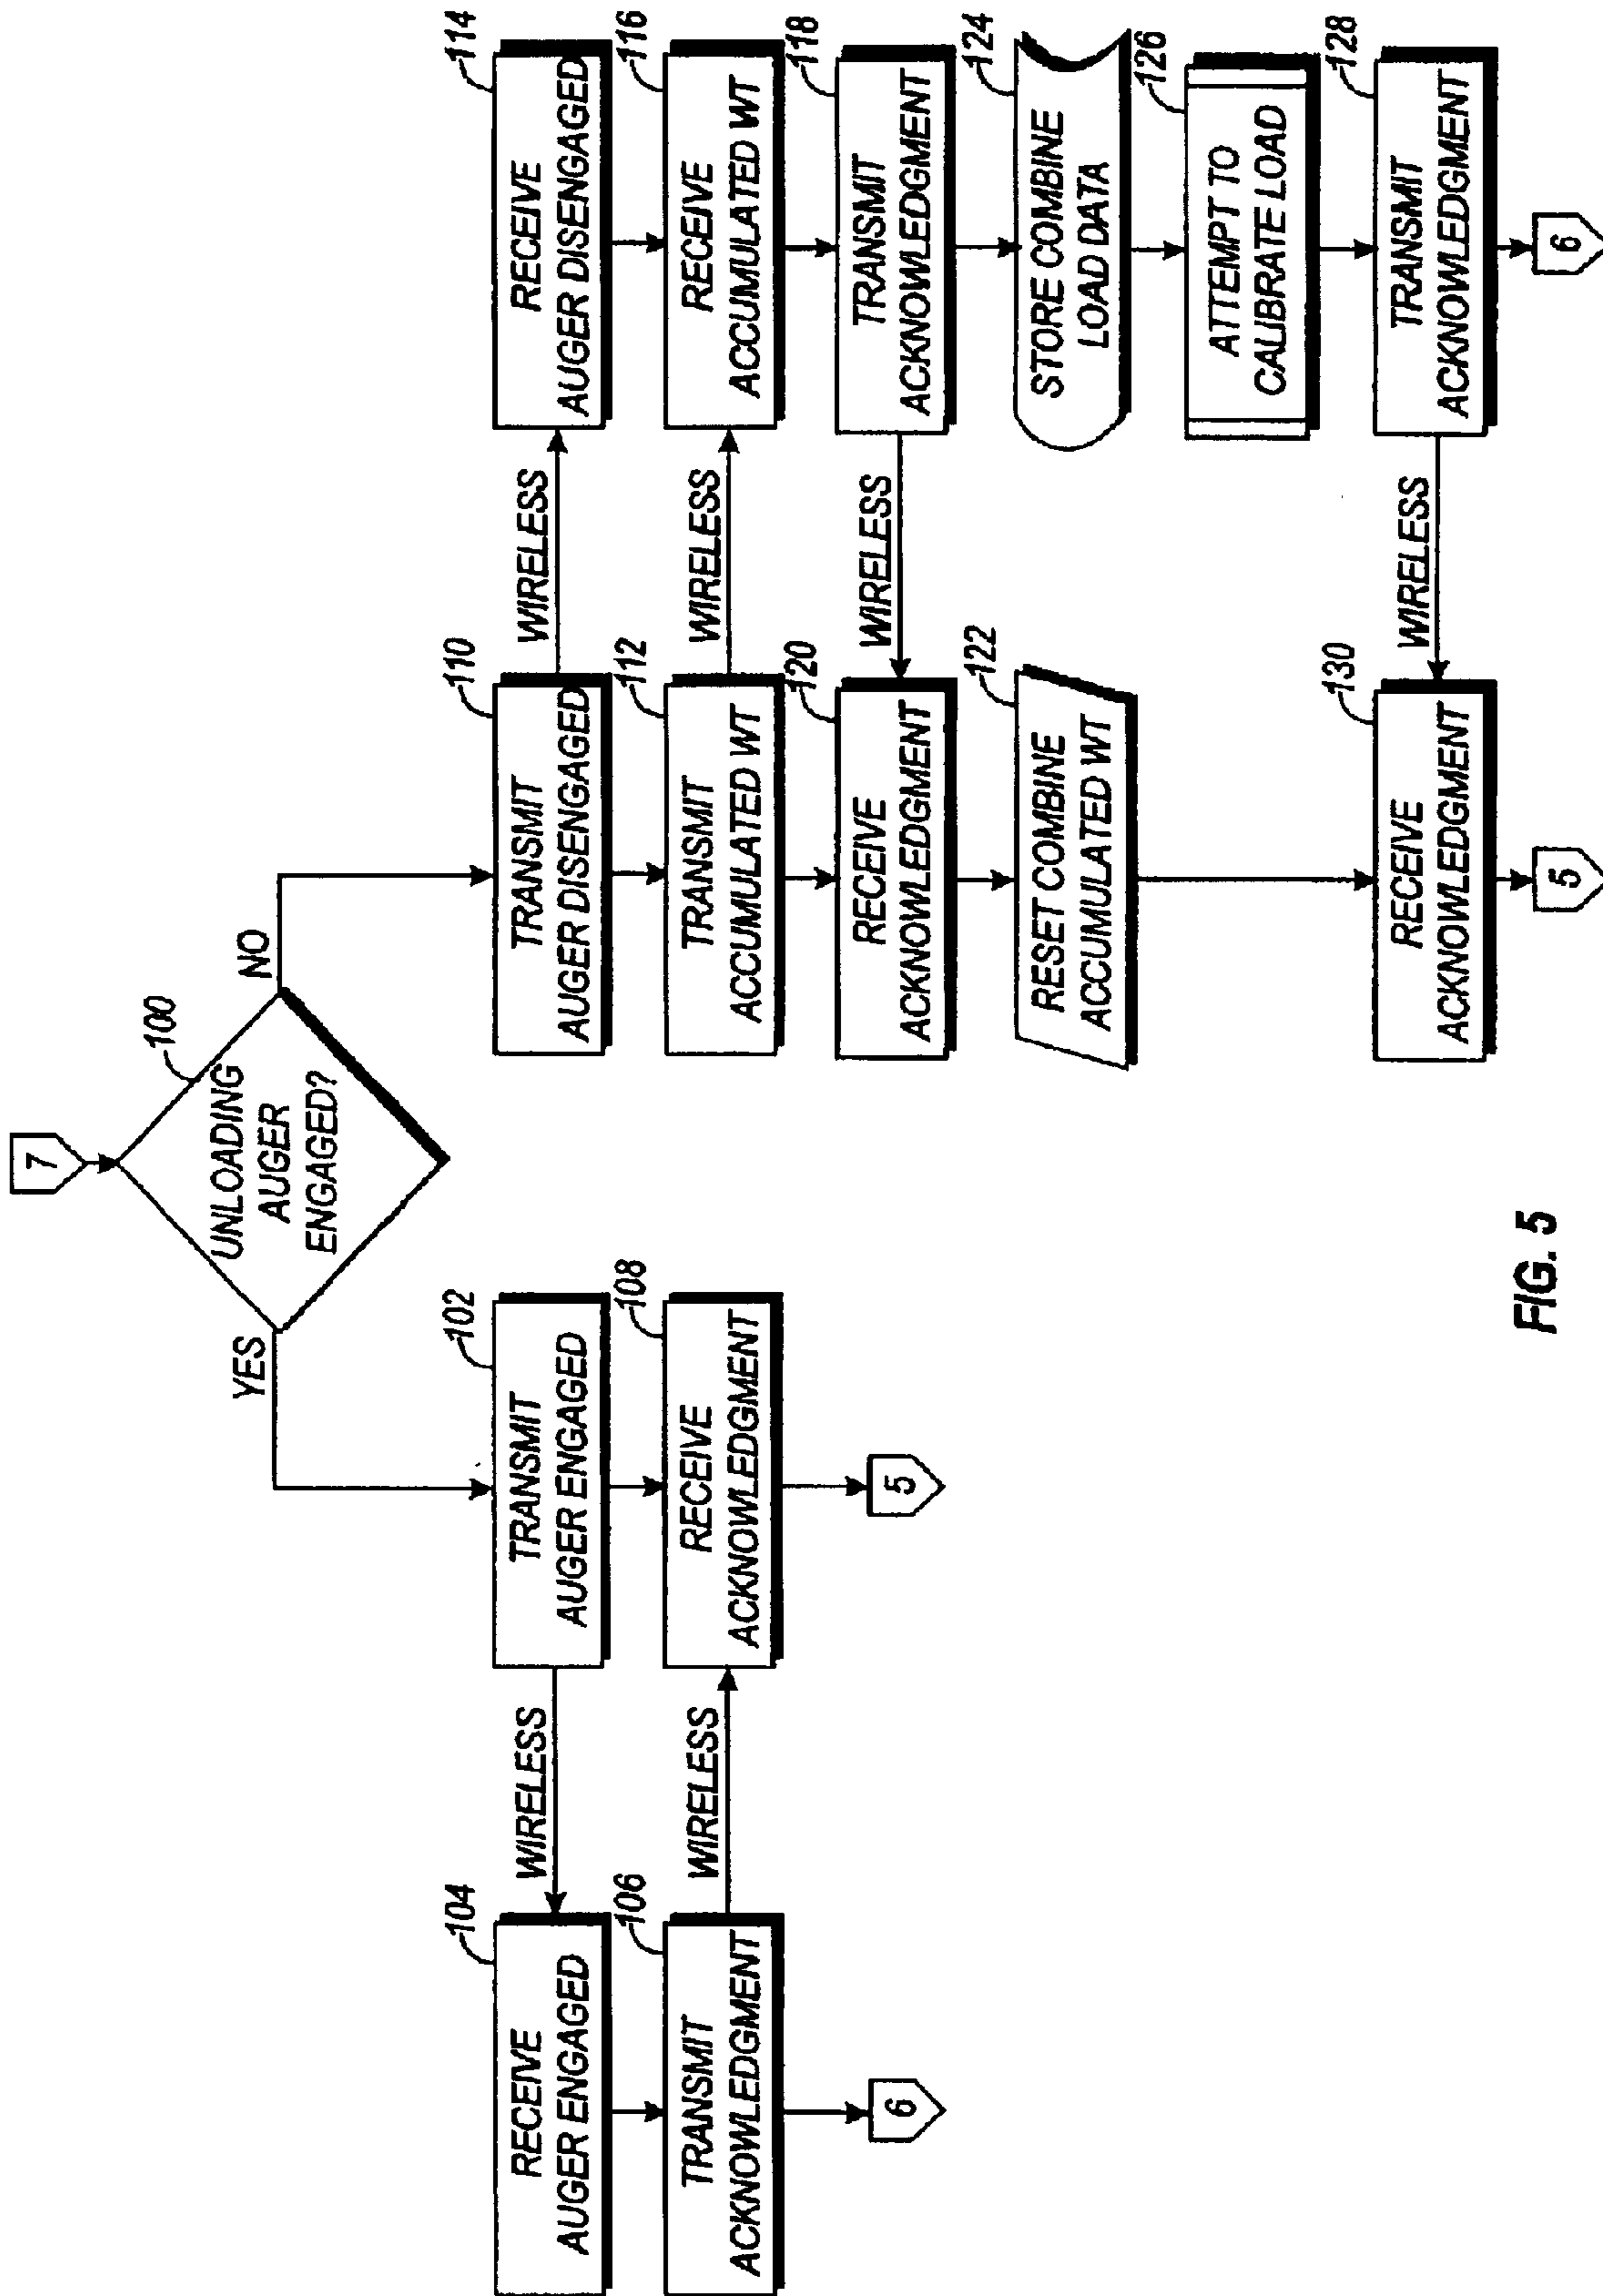 7
100
UNLOADING
AUGER
ENGAGED?
YES
NO
104
RECEIVE
AUGER ENGAGED
WIRELESS
102
TRANSMIT
AUGER ENGAGED
110
TRANSMIT
AUGER DISENGAGED
WIRELESS
114
RECEIVE
AUGER DISENGAGED
106
TRANSMIT
ACKNOWLEDGMENT
WIRELESS
108
RECEIVE
ACKNOWLEDGMENT
112
TRANSMIT
ACCUMULATED WT
WIRELESS
116
RECEIVE
ACCUMULATED WT
6
5
120
RECEIVE
ACKNOWLEDGMENT
WIRELESS
118
TRANSMIT
ACKNOWLEDGMENT
122
RESET COMBINE
ACCUMULATED WT
124
STORE COMBINE
LOAD DATA
126
ATTEMPT TO
CALIBRATE LOAD
130
RECEIVE
ACKNOWLEDGMENT
WIRELESS
128
TRANSMIT
ACKNOWLEDGMENT
5
6
FIG. 5